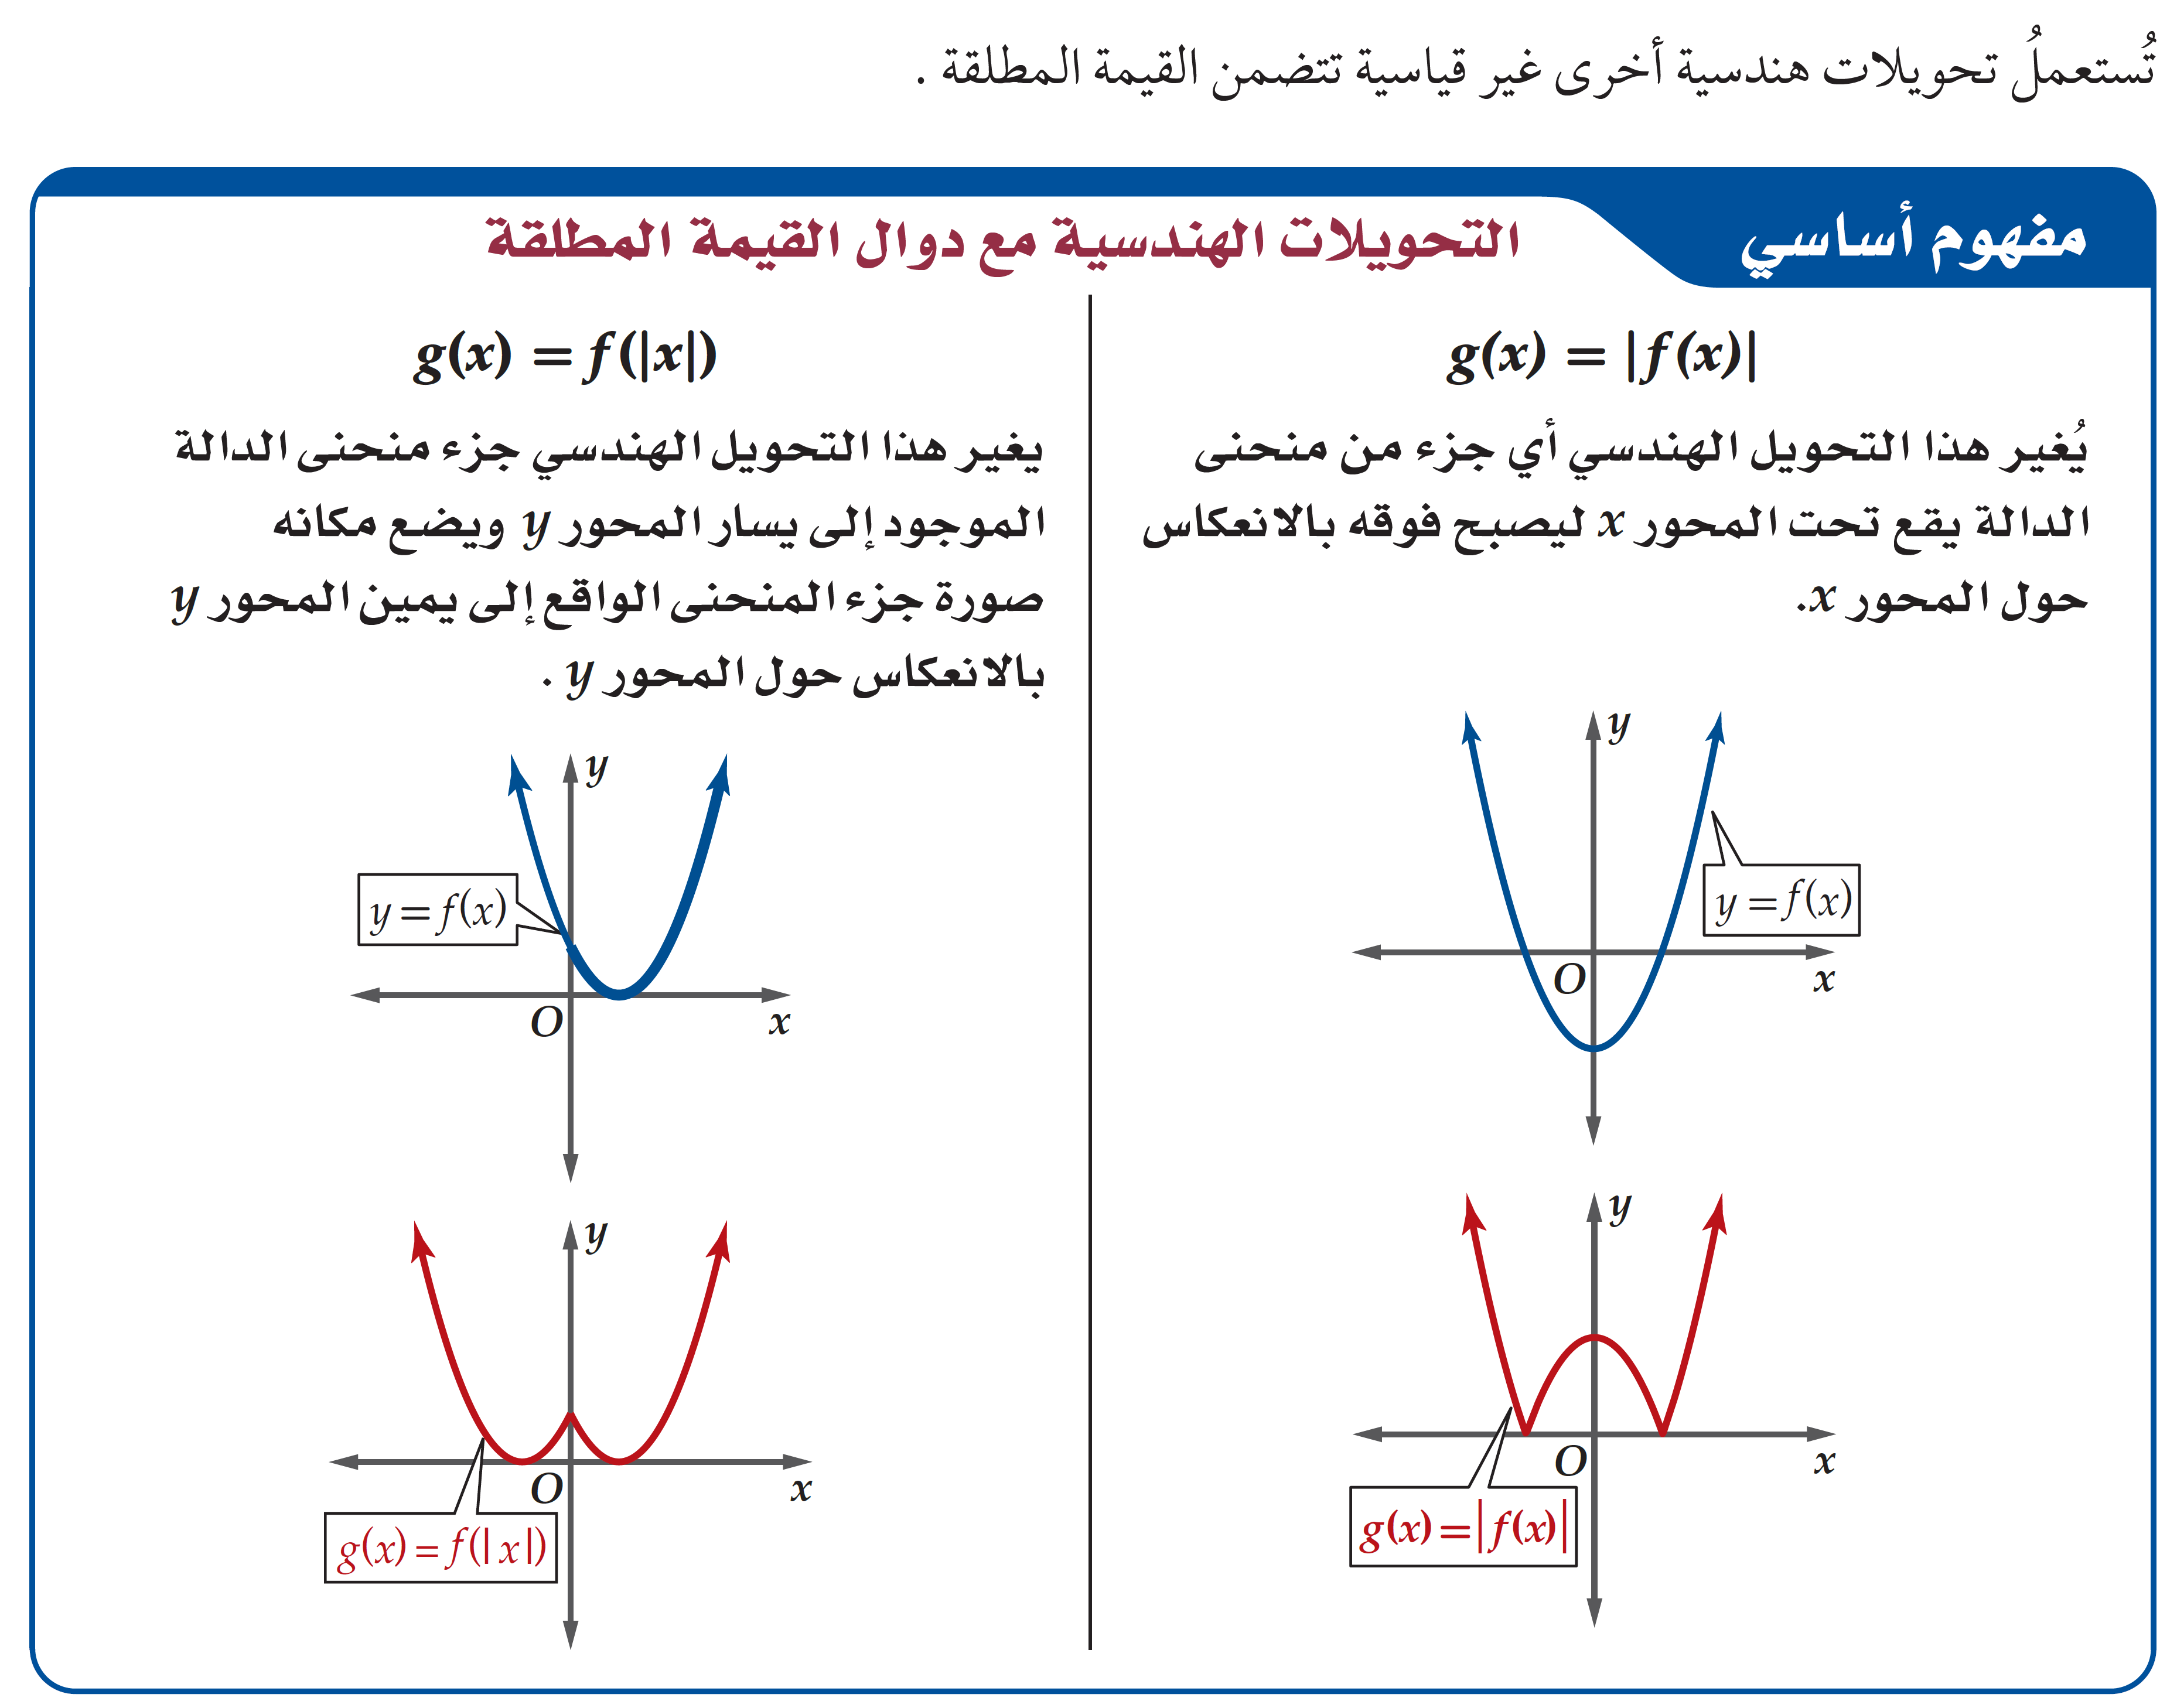 تُستعملُ تحويلات هندسية أخرى غير قياسية تتضمن القيمة المطلقة .
مفهوم أساسي
التحويلات الهندسية مع دوال القيمة المطلقة
g(x) = |f(x)|
يُغير هذا التحويل الهندسي أي جزء من منحنى
الدالة يقع تحت المحور x ليصبح فوقه بالانعكاس
حول المحور x.
y
y = f(x)
O
x
y
O
x
g(x) = |f(x)|
g(x) = f(|x|)
يغير هذا التحويل الهندسي جزء منحنى الدالة
الموجود إلى يسار المحور y ويضع مكانه
صورة جزء المنحنى الواقع إلى يمين المحور y
بالانعكاس حول المحور y .
y
y = f(x)
O
x
y
O
x
g(x) = f(| x |)